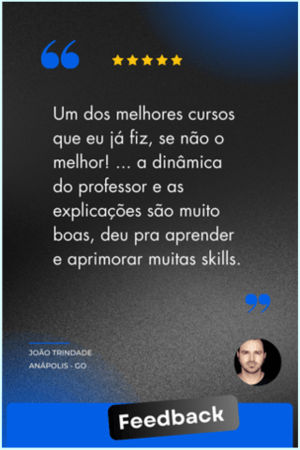 “
Um dos melhores cursos
que eu já fiz, se não o
melhor! ... a dinâmica
do professor e as
explicações são muito
boas, deu pra aprender
e aprimorar muitas skills.
”
JOÃO TRINDADE
ANÁPOLIS - GO
Feedback